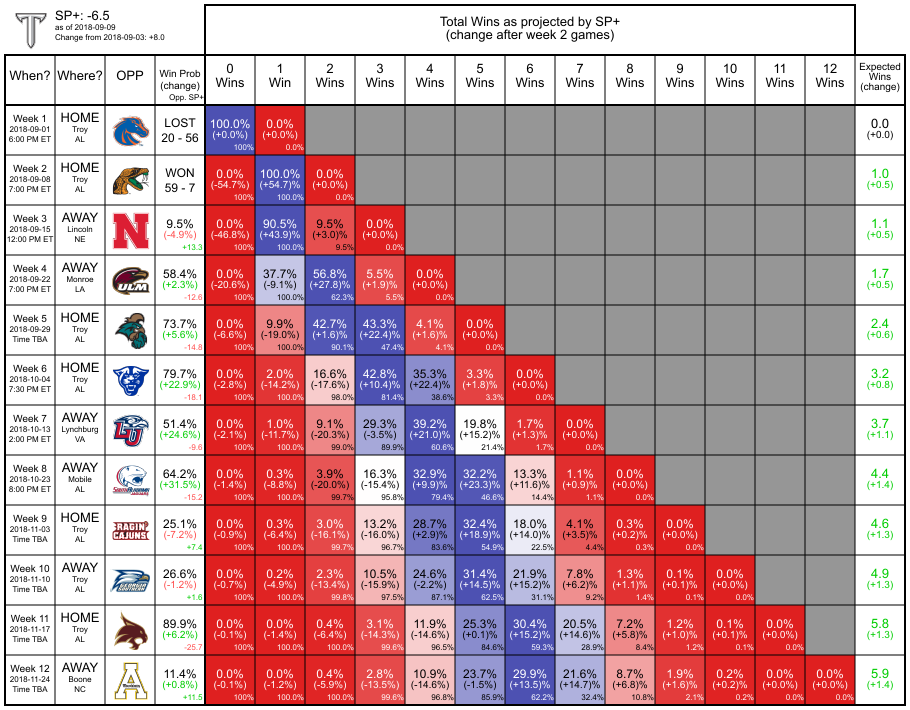 SP+: -6.5
as of 2018-09-09
Change from 2018-09-03: +8.0
Total Wins as projected by SP+
(change after week 2 games)
When? Where? OPP Win Prob (change) Opp. SP+ 0 Wins 1 Win 2 Wins 3 Wins 4 Wins 5 Wins 6 Wins 7 Wins 8 Wins 9 Wins 10 Wins 11 Wins 12 Wins Expected Wins (change)
Week 1 HOME LOST 100.0% 0.0% 0.0
2018-09-01 Troy 20 - 56 (+0.0%) (+0.0%) (+0.0)
6:00 PM ET AL 100% 0.0%
Week 2 HOME WON 0.0% 100.0% 0.0% 1.0
2018-09-08 Troy 59 - 7 (-54.7%) (+54.7)% (+0.0%) (+0.5)
7:00 PM ET AL 100% 100.0% 0.0%
Week 3 AWAY N 9.5% 0.0% 90.5% 9.5% 0.0% 1.1
2018-09-15 Lincoln (-4.9%) (-46.8%) (+43.9)% (+3.0)% (+0.0%) (+0.5)
12:00 PM ET NE +13.3 100% 100.0% 9.5% 0.0%
Week 4 AWAY ULM 58.4% 0.0% 37.7% 56.8% 5.5% 0.0% 1.7
2018-09-22 Monroe (+2.3%) (-20.6%) (-9.1%) (+27.8)% (+1.9)% (+0.0%) (+0.5)
7:00 PM ET LA -12.6 100% 100.0% 62.3% 5.5% 0.0%
Week 5 HOME 73.7% 0.0% 9.9% 42.7% 43.3% 4.1% 0.0% 2.4
2018-09-29 Troy (+5.6%) (-6.6%) (-19.0%) (+1.6)% (+22.4)% (+1.6)% (+0.0%) (+0.6)
Time TBA AL -14.8 100% 100.0% 90.1% 47.4% 4.1% 0.0%
Week 6 HOME 79.7% 0.0% 2.0% 16.6% 42.8% 35.3% 3.3% 0.0% 3.2
2018-10-04 Troy (+22.9%) (-2.8%) (-14.2%) (-17.6%) (+10.4)% (+22.4)% (+1.8)% (+0.0%) (+0.8)
7:30 PM ET AL -18.1 100% 100.0% 98.0% 81.4% 38.6% 3.3% 0.0%
Week 7 AWAY LU 51.4% 0.0% 1.0% 9.1% 29.3% 39.2% 19.8% 1.7% 0.0% 3.7
2018-10-13 Lynchburg (+24.6%) (-2.1%) (-11.7%) (-20.3%) (-3.5%) (+21.0)% (+15.2)% (+1.3)% (+0.0%) (+1.1)
2:00 PM ET VA -9.6 100% 100.0% 99.0% 89.9% 60.6% 21.4% 1.7% 0.0%
Week 8 AWAY 64.2% 0.0% 0.3% 3.9% 16.3% 32.9% 32.2% 13.3% 1.1% 0.0% 4.4
2018-10-23 Mobile SOUTH ALABAMA (+31.5%) (-1.4%) (-8.8%) (-20.0%) (-15.4%) (+9.9)% (+23.3)% (+11.6)% (+0.9)% (+0.0%) (+1.4)
8:00 PM ET AL -15.2 100% 100.0% 99.7% 95.8% 79.4% 46.6% 14.4% 1.1% 0.0%
Week 9 HOME RAGIN' CAJUNS 25.1% 0.0% 0.3% 3.0% 13.2% 28.7% 32.4% 18.0% 4.1% 0.3% 0.0% 4.6
2018-11-03 Troy (-7.2%) (-0.9%) (-6.4%) (-16.1%) (-16.0%) (+2.9)% (+18.9)% (+14.0)% (+3.5)% (+0.2)% (+0.0%) (+1.3)
Time TBA AL +7.4 100% 100.0% 99.7% 96.7% 83.6% 54.9% 22.5% 4.4% 0.3% 0.0%
Week 10 AWAY 26.6% 0.0% 0.2% 2.3% 10.5% 24.6% 31.4% 21.9% 7.8% 1.3% 0.1% 0.0% 4.9
2018-11-10 Troy (-1.2%) (-0.7%) (-4.9%) (-13.4%) (-15.9%) (-2.2%) (+14.5)% (+15.2)% (+6.2)% (+1.1)% (+0.1)% (+0.0%) (+1.3)
Time TBA AL +1.6 100% 100.0% 99.8% 97.5% 87.1% 62.5% 31.1% 9.2% 1.4% 0.1% 0.0%
Week 11 HOME 89.9% 0.0% 0.0% 0.4% 3.1% 11.9% 25.3% 30.4% 20.5% 7.2% 1.2% 0.1% 0.0% 5.8
2018-11-17 Troy (+6.2%) (-0.1%) (-1.4%) (-6.4%) (-14.3%) (-14.6%) (+0.1)% (+15.2)% (+14.6)% (+5.8)% (+1.0)% (+0.1)% (+0.0%) (+1.3)
Time TBA AL -25.7 100% 100.0% 100.0% 99.6% 96.5% 84.6% 59.3% 28.9% 8.4% 1.2% 0.1% 0.0%
Week 12 AWAY A 11.4% 0.0% 0.0% 0.4% 2.8% 10.9% 23.7% 29.9% 21.6% 8.7% 1.9% 0.2% 0.0% 0.0% 5.9
2018-11-24 Boone (+0.8%) (-0.1%) (-1.2%) (-5.9%) (-13.5%) (-14.6%) (-1.5%) (+13.5)% (+14.7)% (+6.8)% (+1.6)% (+0.2)% (+0.0%) (+0.0%) (+1.4)
Time TBA NC +11.5 100% 100.0% 100.0% 99.6% 96.8% 85.9% 62.2% 32.4% 10.8% 2.1% 0.2% 0.0% 0.0%